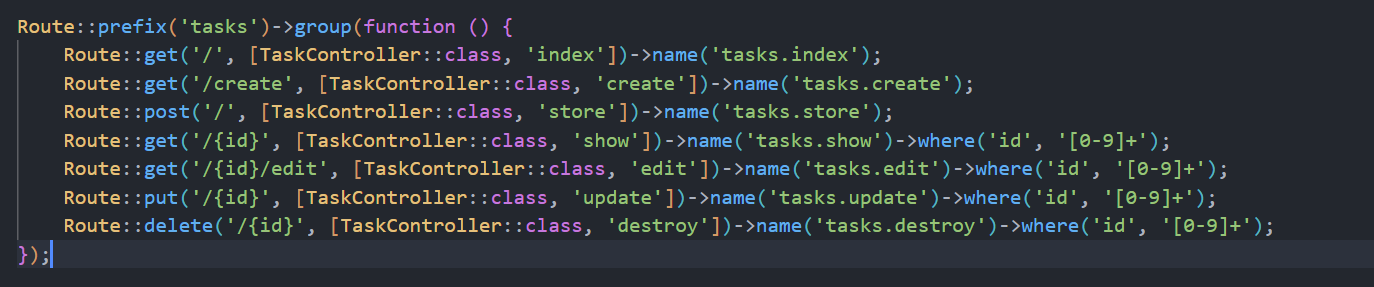 Route::prefix('tasks')->group(function () {
    Route::get('/', [TaskController::class, 'index'])->name('tasks.index');
    Route::get('/create', [TaskController::class, 'create'])->name('tasks.create');
    Route::post('/', [TaskController::class, 'store'])->name('tasks.store');
    Route::get('/{id}', [TaskController::class, 'show'])->name('tasks.show')->where('id', '[0-9]+');
    Route::get('/{id}/edit', [TaskController::class, 'edit'])->name('tasks.edit')->where('id', '[0-9]+');
    Route::put('/{id}', [TaskController::class, 'update'])->name('tasks.update')->where('id', '[0-9]+');
    Route::delete('/{id}', [TaskController::class, 'destroy'])->name('tasks.destroy')->where('id', '[0-9]+');
});